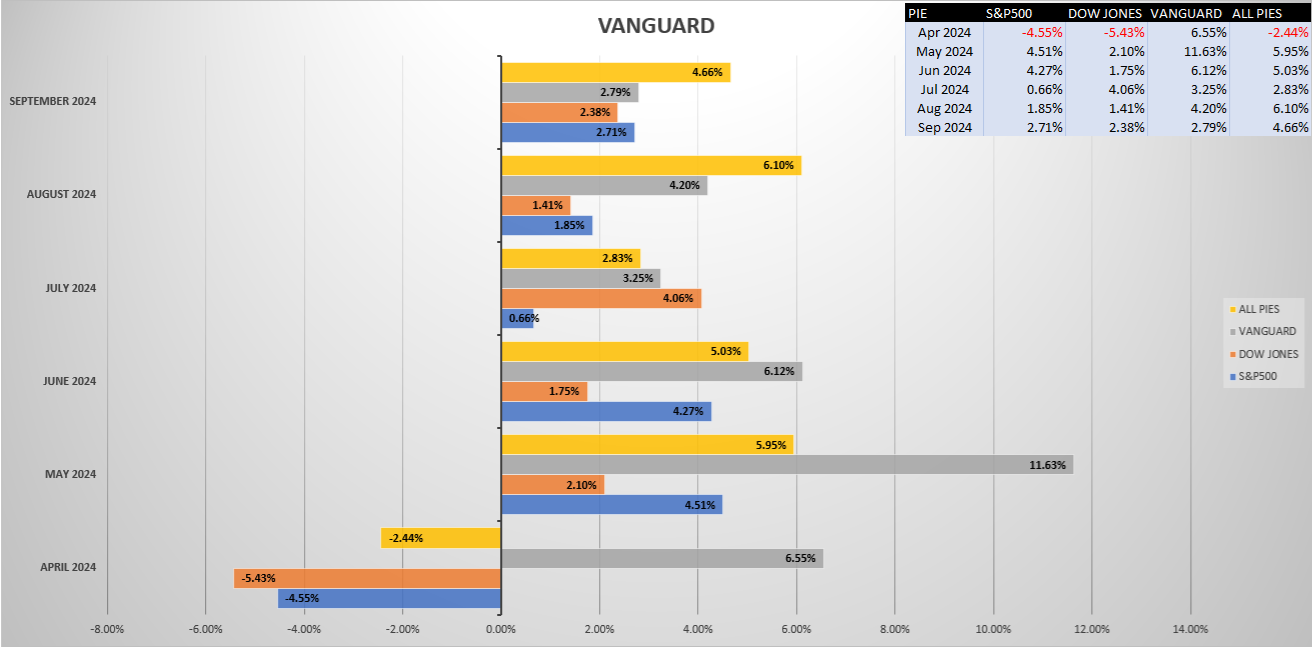 VANGUARD
PIE S&P500 DOW JONES VANGUARD ALL PIES
Apr 2024 -4.55% -5.43% 6.55% -2.44%
May 2024 4.51% 2.10% 11.63% 5.95%
Jun 2024 4.27% 1.75% 6.12% 5.03%
Jul 2024 0.66% 4.06% 3.25% 2.83%
Aug 2024 1.85% 1.41% 4.20% 6.10%
Sep 2024 2.71% 2.38% 2.79% 4.66%
SEPTEMBER 2024
4.66%
2.79%
2.38%
2.71%
AUGUST 2024
6.10%
4.20%
1.41%
1.85%
JULY 2024
2.83%
3.25%
4.06%
0.66%
JUNE 2024
5.03%
6.12%
1.75%
4.27%
MAY 2024
5.95%
11.63%
2.10%
4.51%
APRIL 2024
-2.44%
6.55%
-5.43%
-4.55%
-8.00% -6.00% -4.00% -2.00% 0.00% 2.00% 4.00% 6.00% 8.00% 10.00% 12.00% 14.00%
ALL PIES
VANGUARD
DOW JONES
S&P500